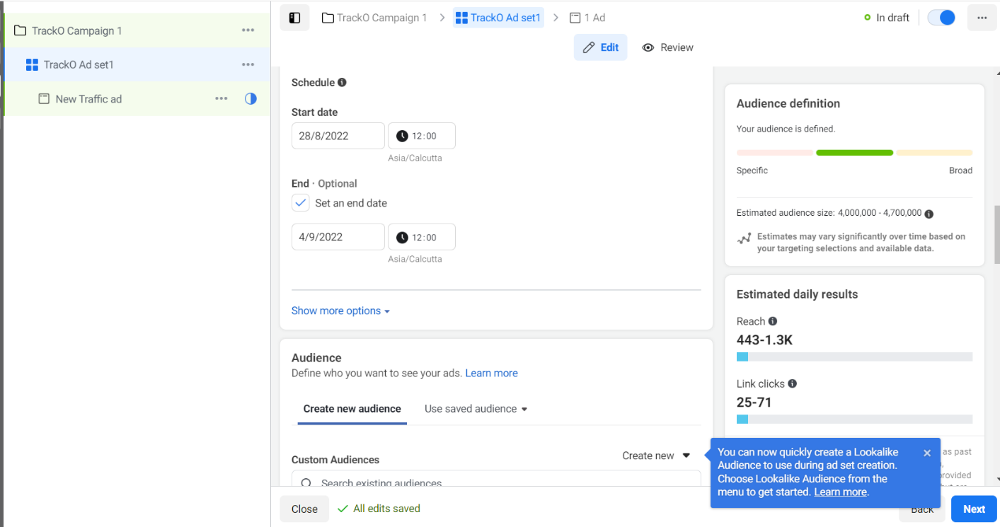 TrackO Campaign 1
TrackO Ad set1
New Traffic ad
TrackO Campaign 1 > TrackO Ad set1 > 1 Ad
In draft
Edit
Review
Schedule
Start date
28/8/2022 12:00
Asia/Calcutta
End · Optional
Set an end date
4/9/2022 12:00
Asia/Calcutta
Show more options
Audience
Define who you want to see your ads. Learn more
Create new audience Use saved audience
Custom Audiences Create new
Search existing audiences
Close All edits saved
Audience definition
Your audience is defined.
Specific Broad
Estimated audience size: 4,000,000 - 4,700,000
Estimates may vary significantly over time based on
your targeting selections and available data.
Estimated daily results
Reach
443-1.3K
Link clicks
25-71
You can now quickly create a Lookalike
Audience to use during ad set creation.
Choose Lookalike Audience from the
menu to get started. Learn more.
as past
Back Next